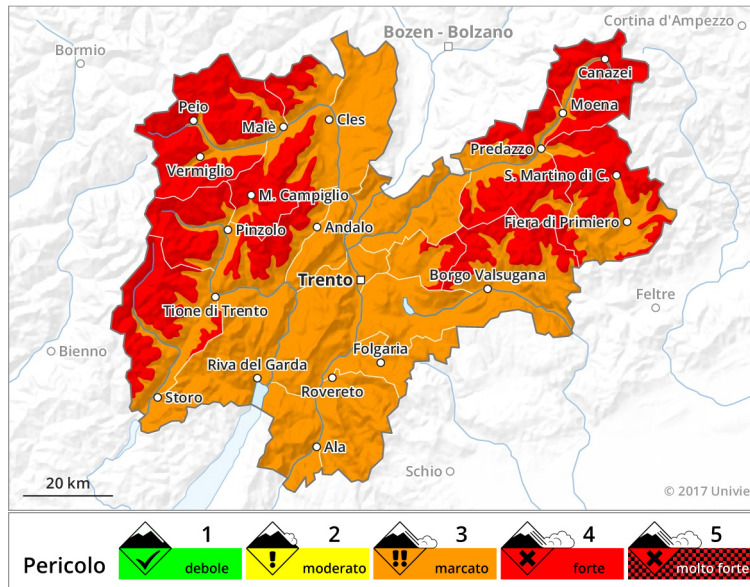 Cortina d'Ampezzo
Bozen - Bolzano
Bormio
Canazei
Peio
Moena
Malè
Cles
Predazzo
Vermiglio
S. Martino di C.
M. Campiglio
Fiera di Primiero
Pinzolo
Andalo
Borgo Valsugana
Trento
Feltre
Tione di Trento
Folgaria
Bienno
Riva del Garda
Rovereto
Storo
Ala
Schio
20 km
© 2017 Univie
1 2 3 4 5
Pericolo debole moderato marcato forte molto forte